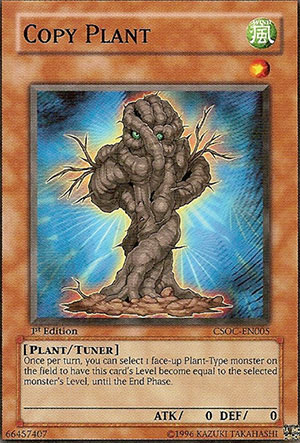 COPY PLANT
WIND
風
1st Edition
CSOC-EN005
[PLANT/TUNER]
Once per turn, you can select 1 face-up Plant-Type monster on
the field to have this card's Level become equal to the selected
monster's Level, until the End Phase.
ATK/ 0 DEF/ 0
66457407
©1996 KAZUKI TAKAHASHI